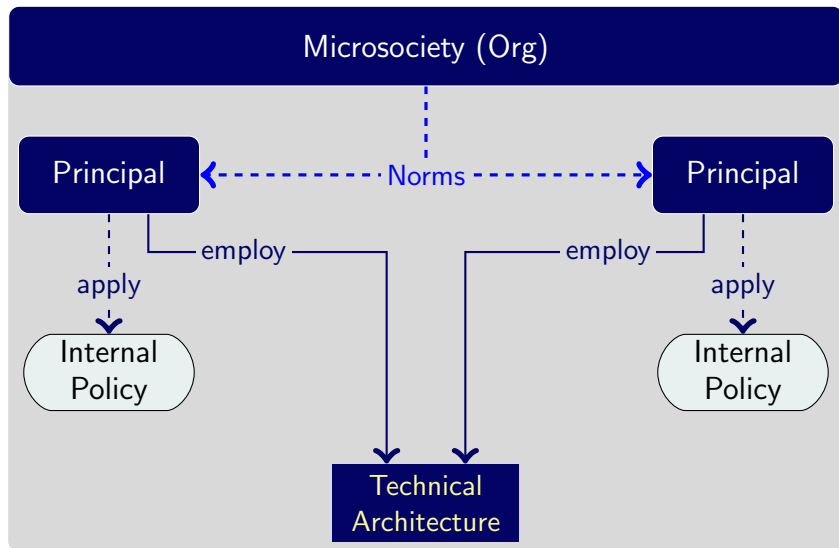 Microsociety (Org)
Principal
Norms
Principal
employ
employ
apply
apply
Internal
Policy
Internal
Policy
Technical
Architecture